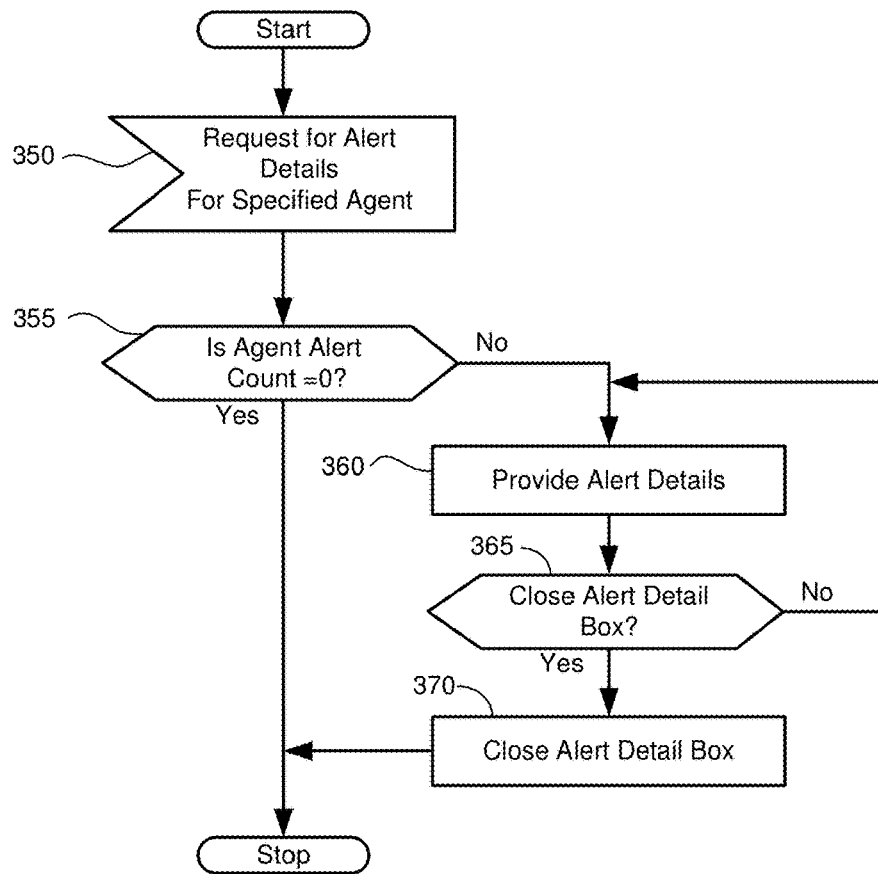 Start
350
Request for Alert
Details
For Specified Agent
355
Is Agent Alert
Count =0?
No
Yes
360
Provide Alert Details
365
Close Alert Detail
Box?
No
Yes
370
Close Alert Detail Box
Stop